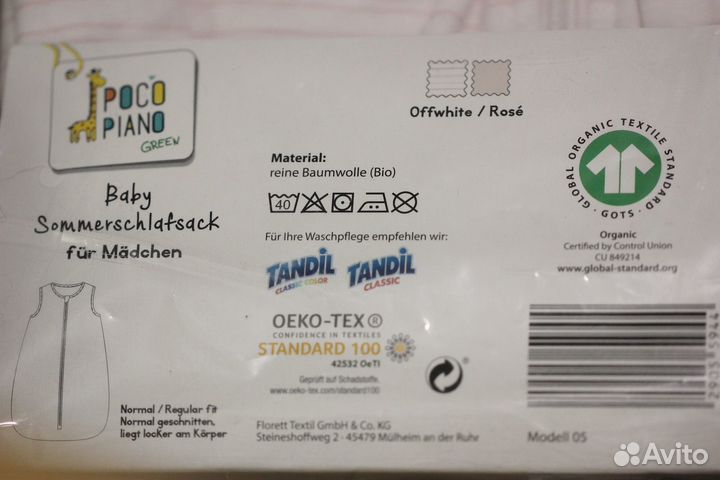 POCO
PIANO
GREEN
Baby
Sommerschlafsack
für Mädchen
Normal / Regular fit
Normal geschnitten,
liegt locker am Körper
Offwhite / Rosé
Material:
reine Baumwolle (Bio)
40
Für Ihre Waschpflege empfehlen wir:
TANDIL
CLASSIC COLOR
TANDIL
CLASSIC
OEKO-TEX®
CONFIDENCE IN TEXTILES
STANDARD 100
42532 OeTI
Geprüft auf Schadstoffe.
www.oeko-tex.com/standard100
Florett Textil GmbH & Co. KG
Steineshoffweg 2 - 45479 Mülheim an der Ruhr
GLOBAL ORGANIC TEXTILE STANDARD
· GOTS ·
Organic
Certified by Control Union
CU 849214
www.global-standard.org
Modell 05
Avito